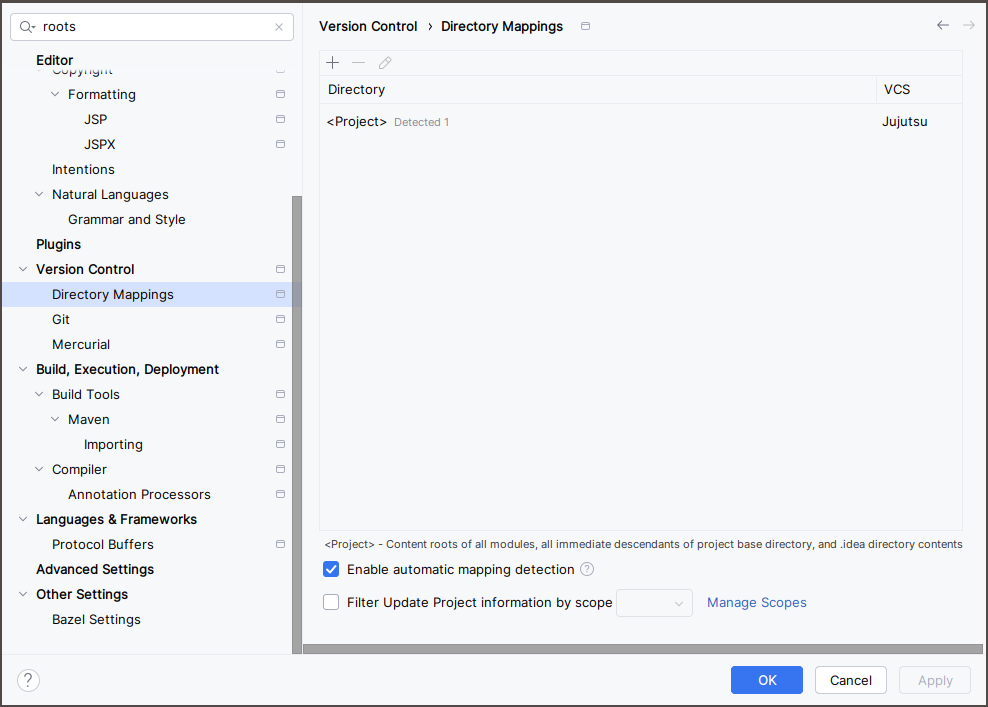 roots
Editor
Copyright
Formatting
JSP
JSPX
Intentions
Natural Languages
Grammar and Style
Plugins
Version Control
Directory Mappings
Git
Mercurial
Build, Execution, Deployment
Build Tools
Maven
Importing
Compiler
Annotation Processors
Languages & Frameworks
Protocol Buffers
Advanced Settings
Other Settings
Bazel Settings
Version Control › Directory Mappings
Directory VCS
<Project> Detected 1 Jujutsu
<Project> - Content roots of all modules, all immediate descendants of project base directory, and .idea directory contents
Enable automatic mapping detection ?
Filter Update Project information by scope Manage Scopes
? OK Cancel Apply